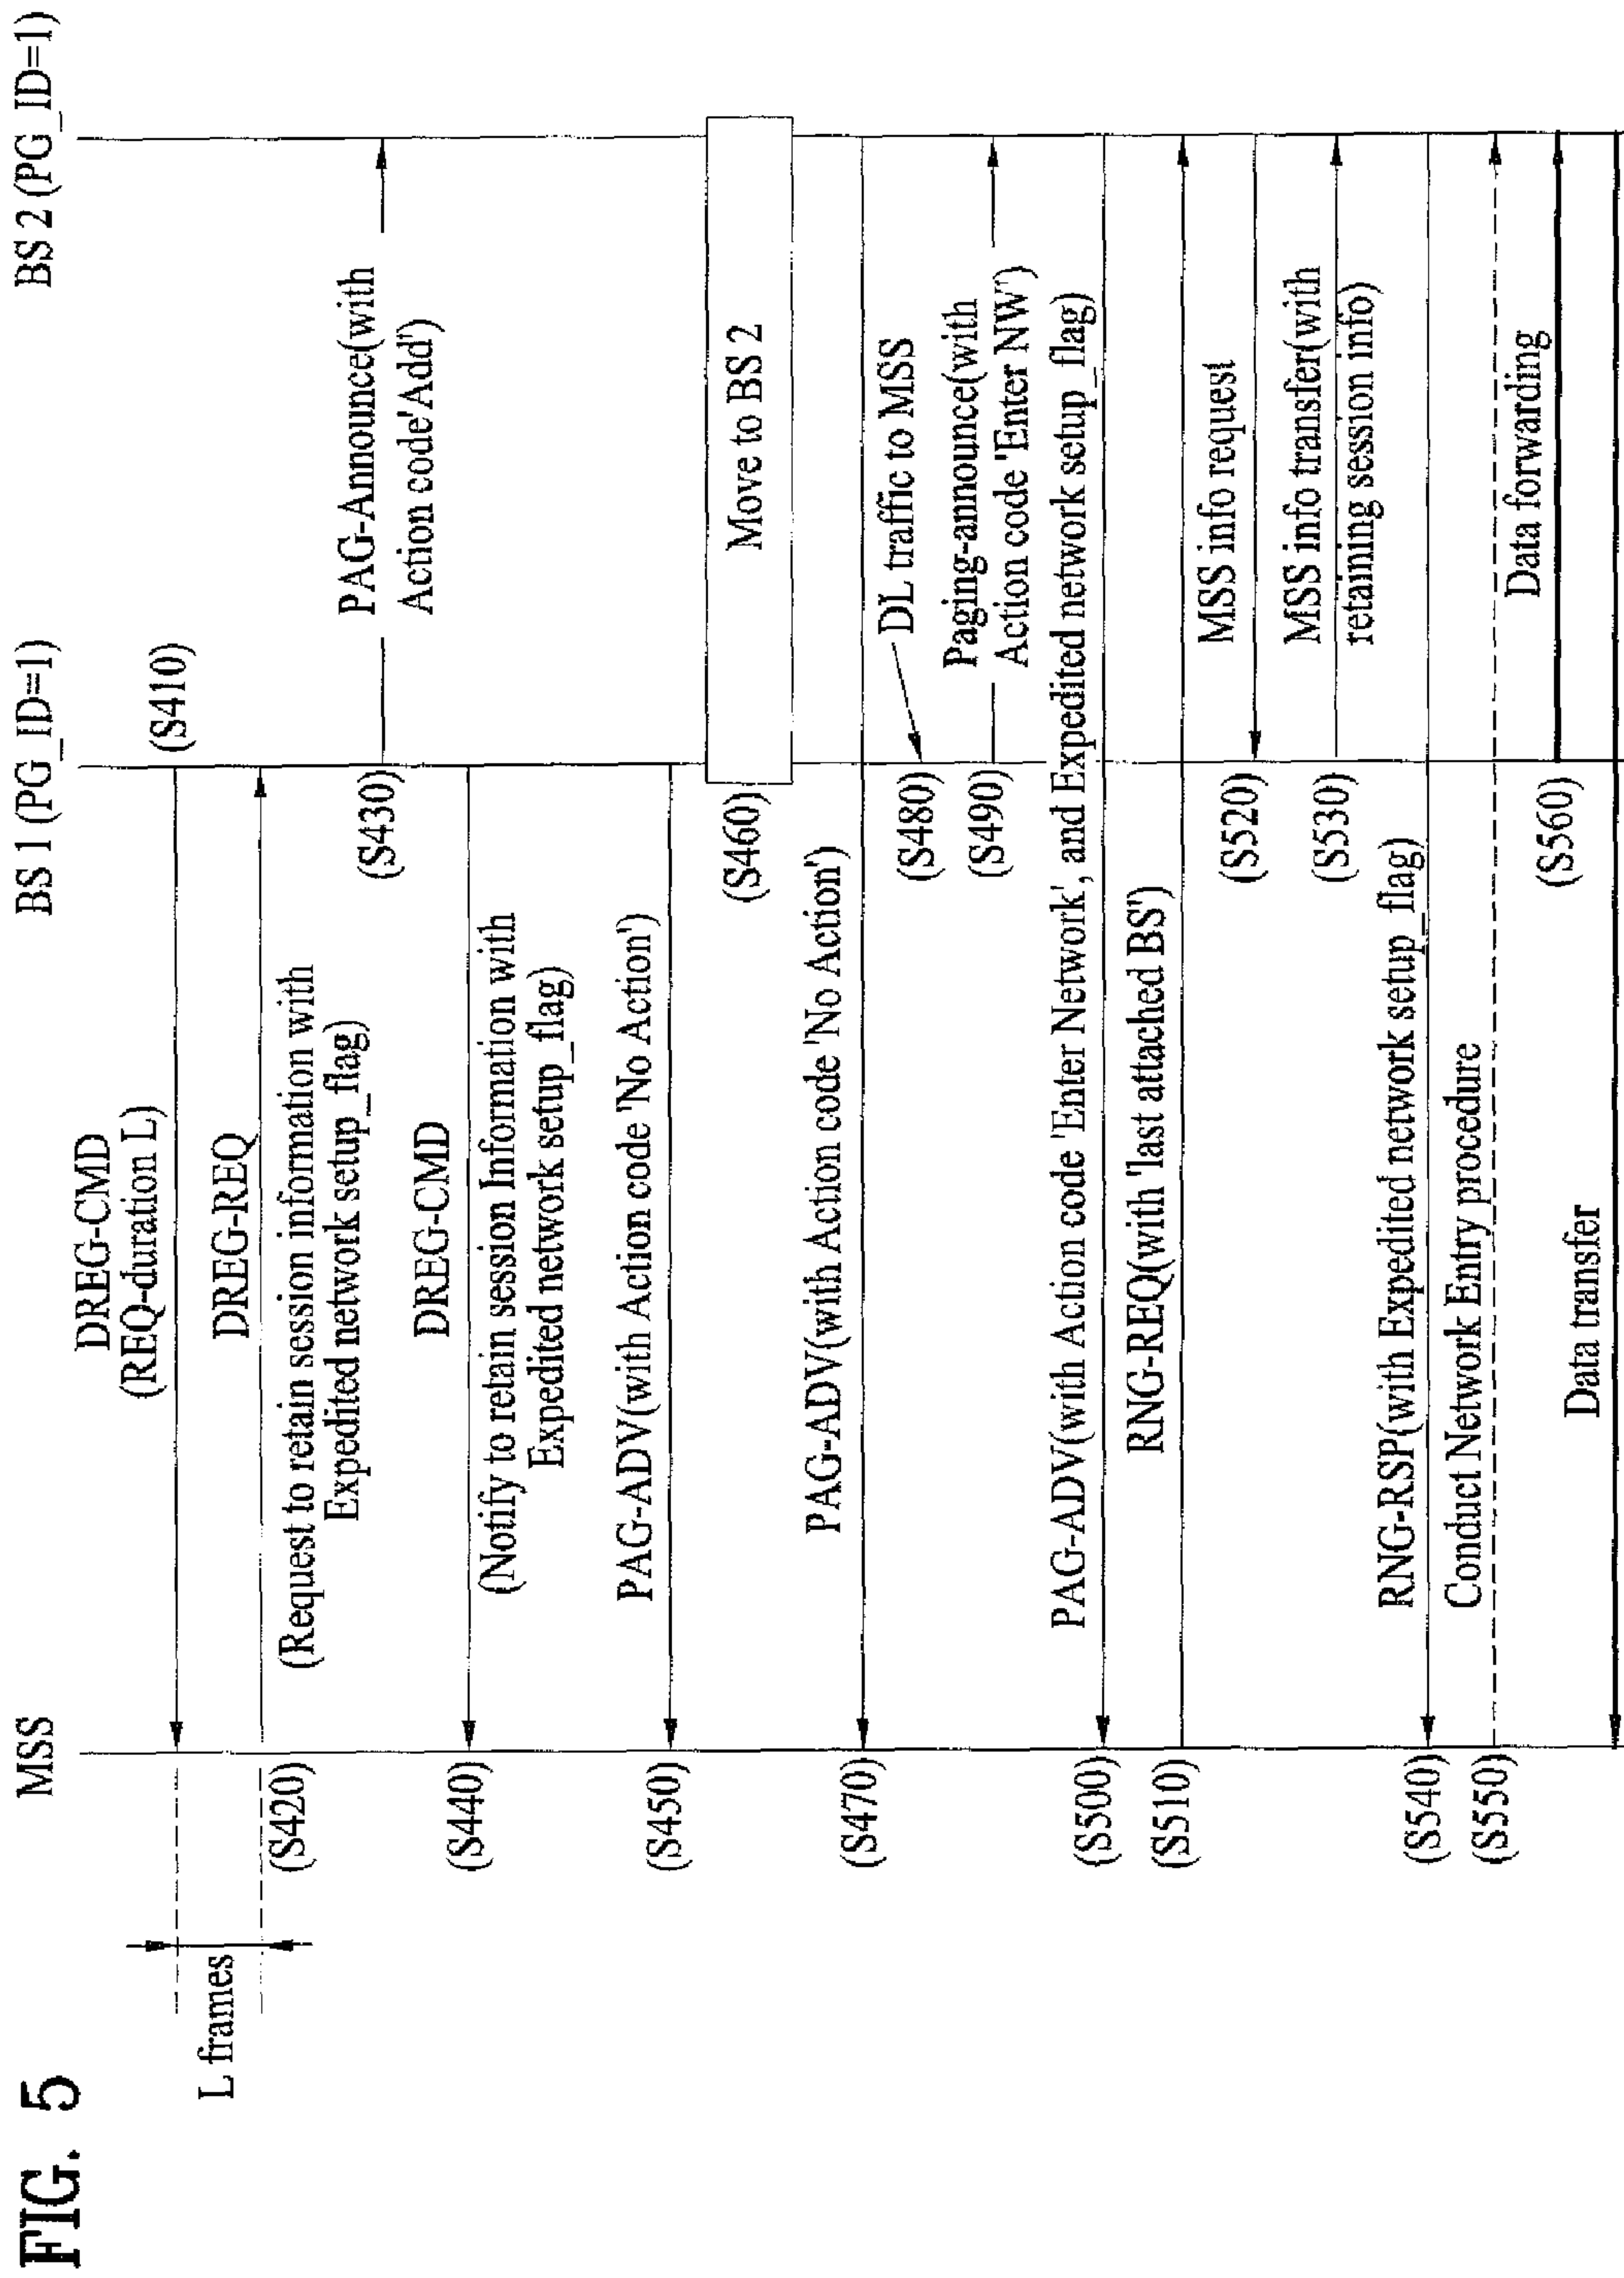 FIG. 5
MSS
BS 1 (PG_ID=1)
BS 2 (PG_ID=1)
L frames
DREG-CMD
(REQ-duration L)
(S410)
DREG-REQ
(S420)
(Request to retain session information with
Expedited network setup_flag)
(S430)
PAG-Announce(with
Action code'Add')
DREG-CMD
(S440)
(Notify to retain session Information with
Expedited network setup_flag)
PAG-ADV(with Action code 'No Action')
(S450)
(S460)
Move to BS 2
PAG-ADV(with Action code 'No Action')
(S470)
(S480)
DL traffic to MSS
(S490)
Paging-announce(with
Action code 'Enter NW')
PAG-ADV(with Action code 'Enter Network', and Expedited network setup_flag)
(S500)
RNG-REQ(with 'last attached BS')
(S510)
MSS info request
(S520)
MSS info transfer(with
(S530)
retaining session info)
RNG-RSP(with Expedited network setup_flag)
(S540)
Conduct Network Entry procedure
(S550)
Data forwarding
(S560)
Data transfer